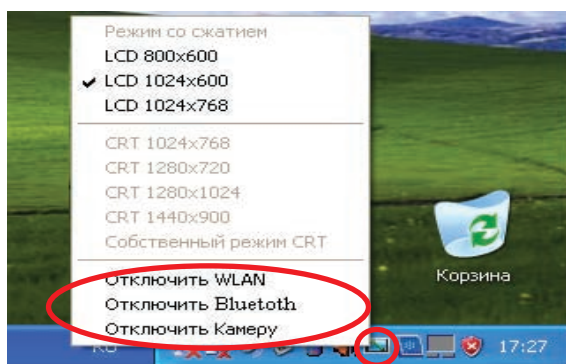 Режим со сжатием
LCD 800x600
LCD 1024x600
LCD 1024x768
CRT 1024x768
CRT 1280x720
CRT 1280x1024
CRT 1440x900
Собственный режим CRT
Отключить WLAN
Отключить Bluetoth
Отключить Камеру
Корзина
17:27